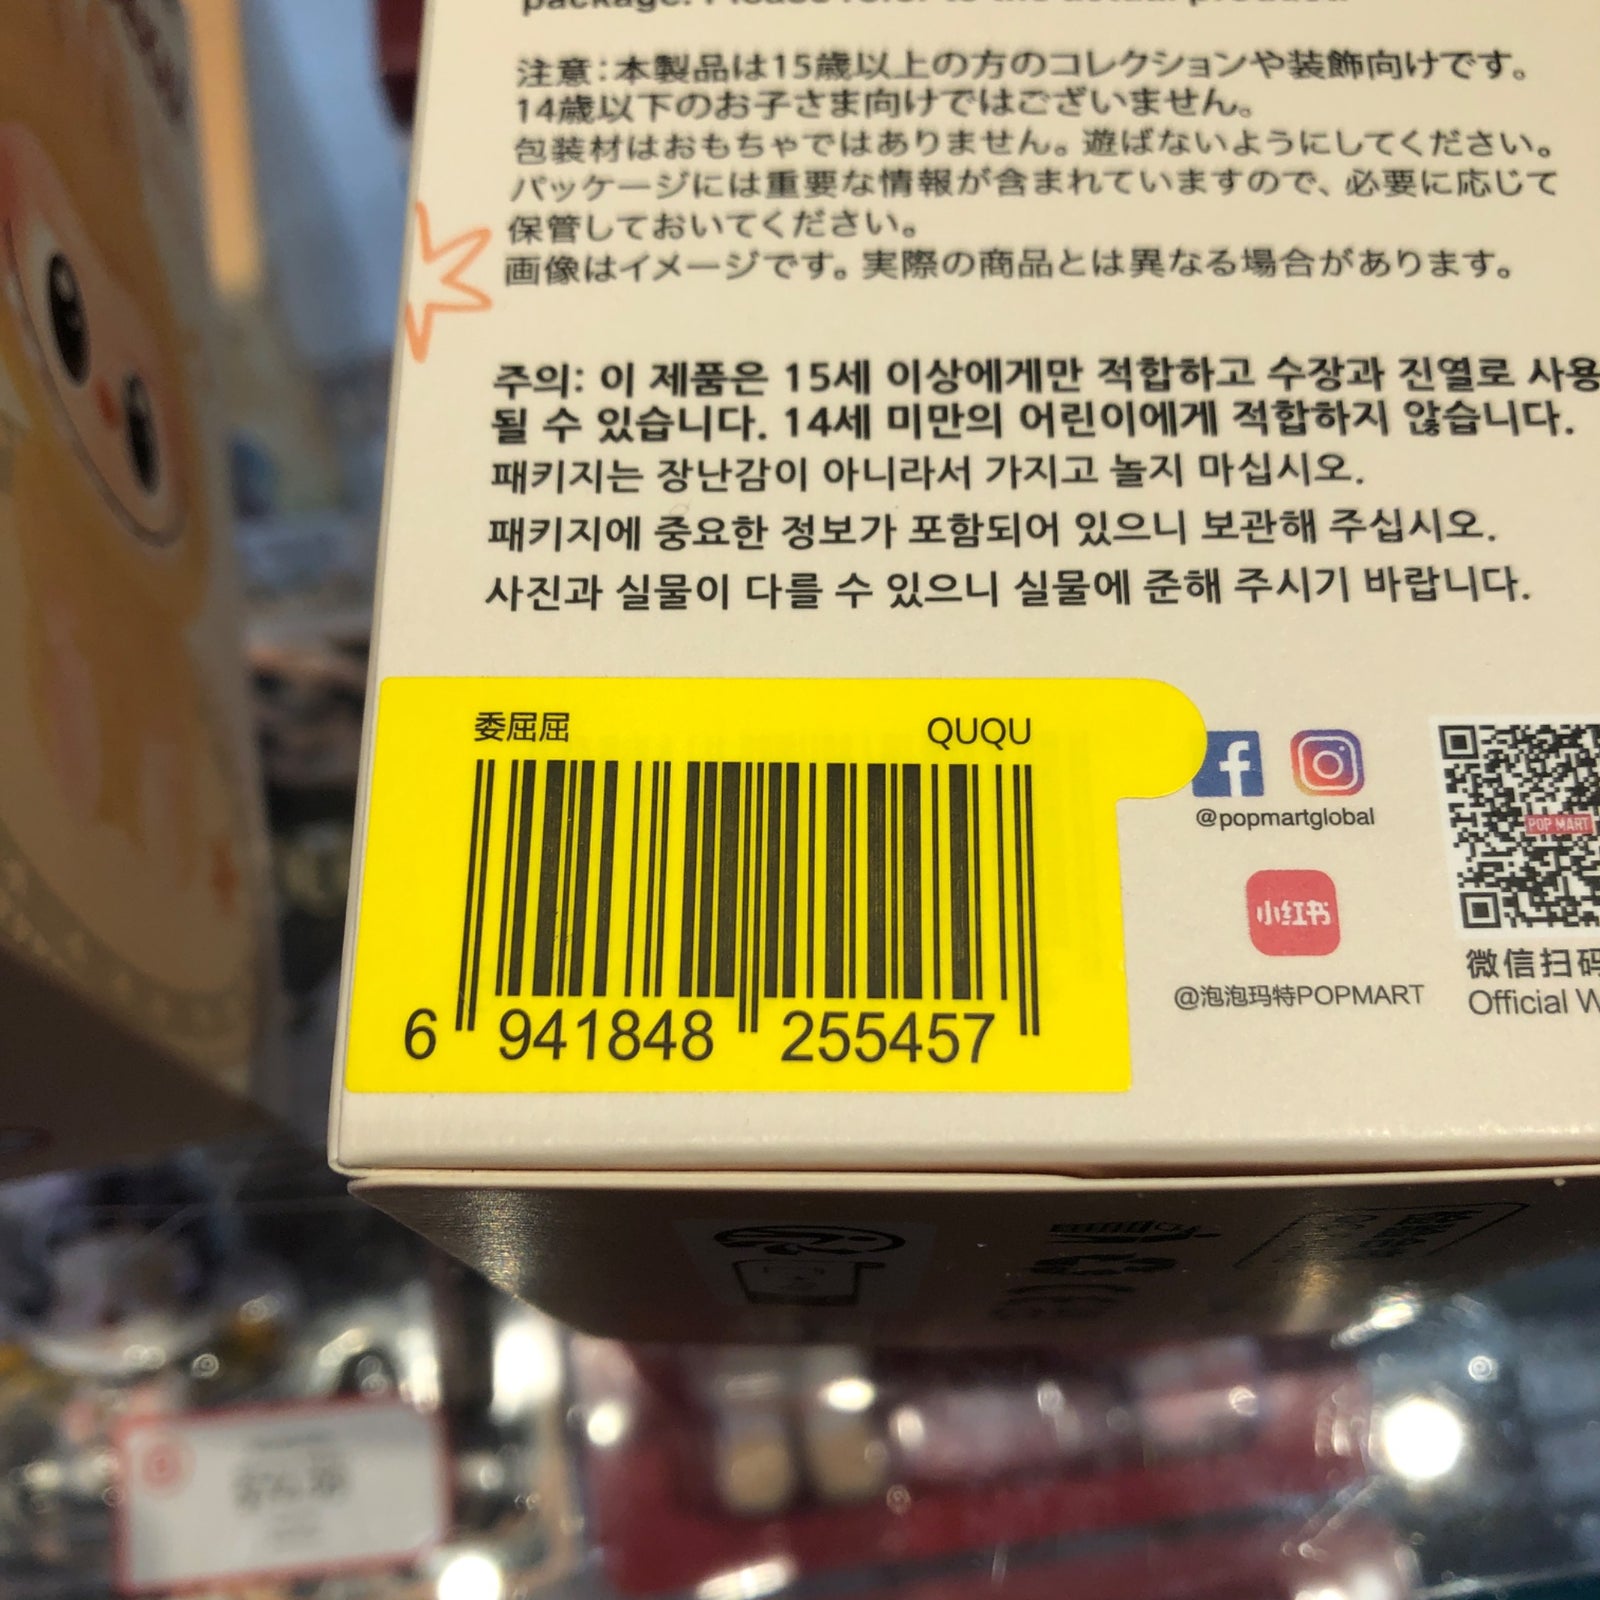 package. Please refer to the actual product.
注意：本製品は15歳以上の方のコレクションや装飾向けです。
14歳以下のお子さま向けではございません。
包装材はおもちゃではありません。遊ばないようにしてください。
パッケージには重要な情報が含まれていますので、必要に応じて
保管しておいてください。
画像はイメージです。実際の商品とは異なる場合があります。
주의: 이 제품은 15세 이상에게만 적합하고 수장과 진열로 사용
될 수 있습니다. 14세 미만의 어린이에게 적합하지 않습니다.
패키지는 장난감이 아니라서 가지고 놀지 마십시오.
패키지에 중요한 정보가 포함되어 있으니 보관해 주십시오.
사진과 실물이 다를 수 있으니 실물에 준해 주시기 바랍니다.
委屈屈 QUQU
6 941848 255457
@popmartglobal
小红书
@泡泡玛特POPMART
POP MART
微信扫码
Official W